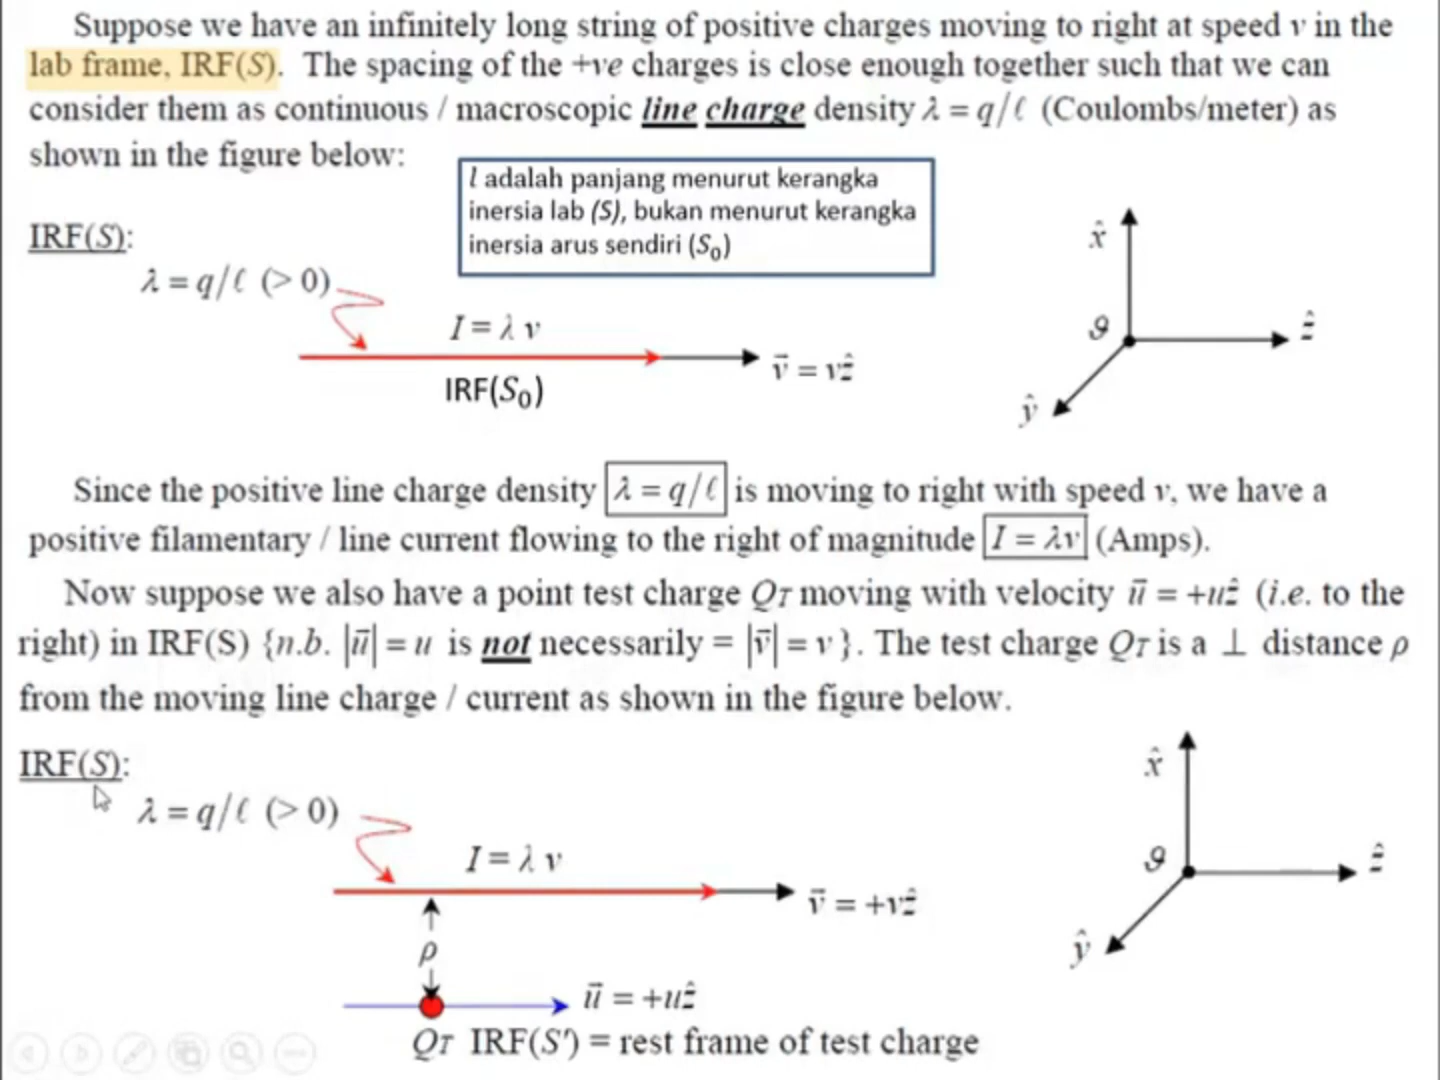 Suppose we have an infinitely long string of positive charges moving to right at speed v in the
lab frame, IRF(S). The spacing of the +ve charges is close enough together such that we can
consider them as continuous / macroscopic line charge density λ = q/ℓ (Coulombs/meter) as
shown in the figure below:
l adalah panjang menurut kerangka
inersia lab (S), bukan menurut kerangka
inersia arus sendiri (S₀)
IRF(S):
λ = q/ℓ (> 0)
I = λ v
v⃗ = vẑ
IRF(S₀)
x̂
ϑ
ẑ
ŷ
Since the positive line charge density λ = q/ℓ is moving to right with speed v, we have a
positive filamentary / line current flowing to the right of magnitude I = λv (Amps).
Now suppose we also have a point test charge Q_T moving with velocity u⃗ = +uẑ (i.e. to the
right) in IRF(S) {n.b. |u⃗| = u is not necessarily = |v⃗| = v}. The test charge Q_T is a ⊥ distance ρ
from the moving line charge / current as shown in the figure below.
IRF(S):
λ = q/ℓ (> 0)
I = λ v
v⃗ = +vẑ
ρ
u⃗ = +uẑ
Q_T IRF(S′) = rest frame of test charge
x̂
ϑ
ẑ
ŷ